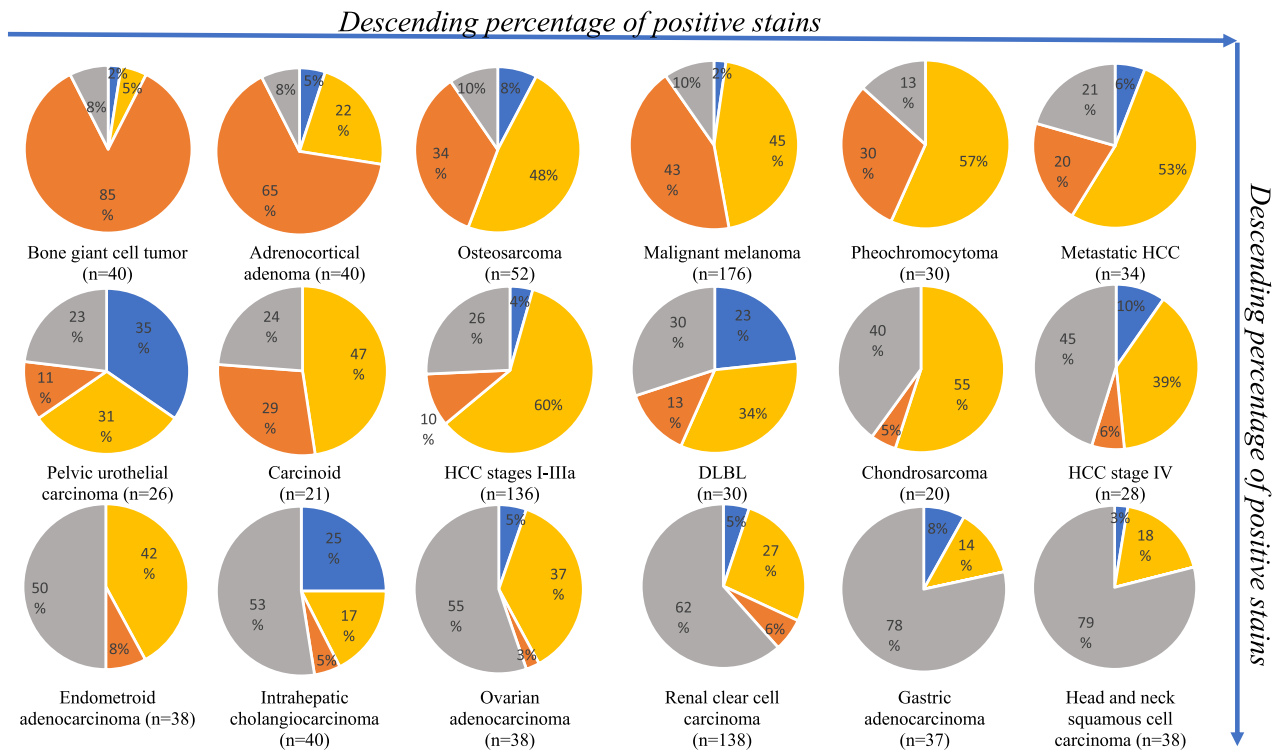 Descending percentage of positive stains
2%
5%
8%
85
%
5%
22
%
8%
65
%
8%
10%
34
%
48%
2%
10%
45
%
43
%
13
%
30
%
57%
6%
21
%
20
%
53%
Bone giant cell tumor
(n=40)
Adrenocortical
adenoma (n=40)
Osteosarcoma
(n=52)
Malignant melanoma
(n=176)
Pheochromocytoma
(n=30)
Metastatic HCC
(n=34)
23
%
35
%
11
%
31
%
24
%
47
%
29
%
4%
26
%
10
%
60%
23
%
30
%
13
%
34%
40
%
55
%
5%
10%
45
%
39%
6%
Pelvic urothelial
carcinoma (n=26)
Carcinoid
(n=21)
HCC stages I-IIIa
(n=136)
DLBL
(n=30)
Chondrosarcoma
(n=20)
HCC stage IV
(n=28)
42
%
50
%
8%
25
%
53
%
17
%
5%
5%
37
%
55
%
3%
5%
27
%
62
%
6%
8%
14
%
78
%
3%
18
%
79
%
Endometroid
adenocarcinoma (n=38)
Intrahepatic
cholangiocarcinoma
(n=40)
Ovarian
adenocarcinoma
(n=38)
Renal clear cell
carcinoma
(n=138)
Gastric
adenocarcinoma
(n=37)
Head and neck
squamous cell
carcinoma (n=38)
Descending percentage of positive stains